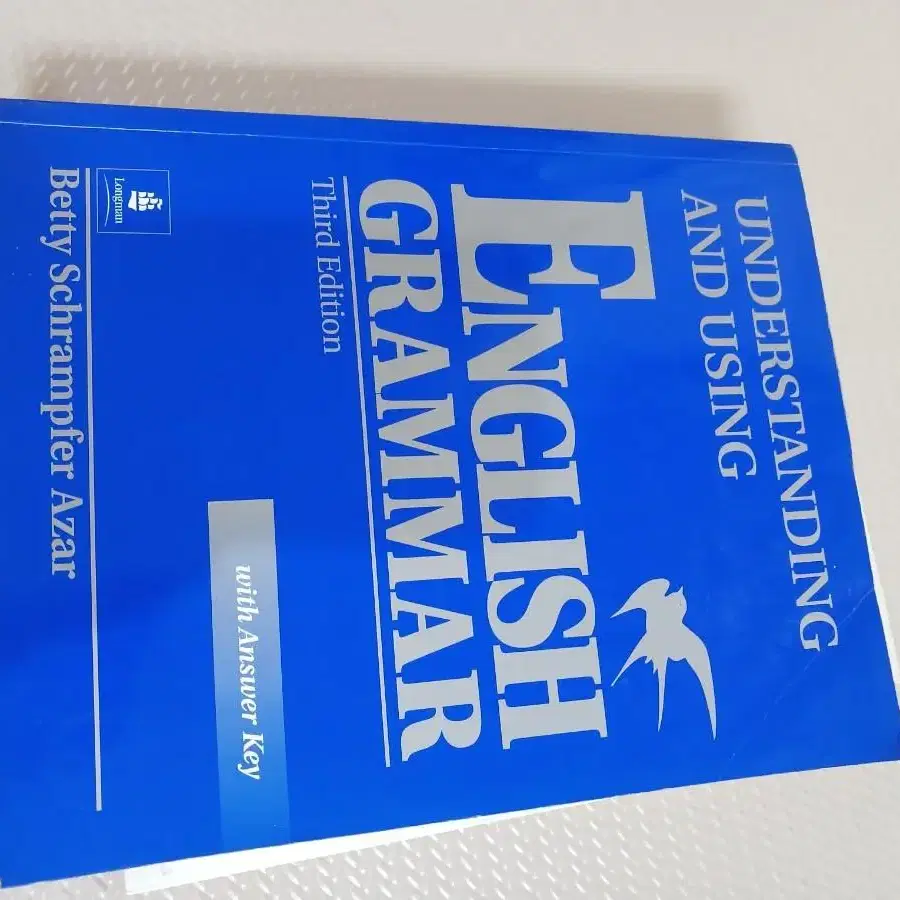 UNDERSTANDING
AND USING
ENGLISH
GRAMMAR
Third Edition
with Answer Key
Longman
Betty Schrampfer Azar